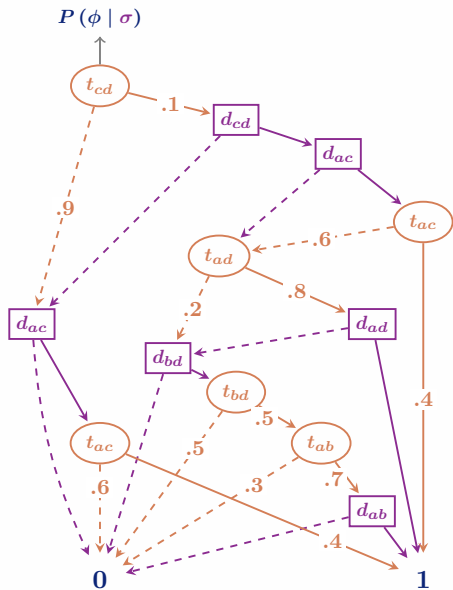 P (ϕ | σ)
t_cd
.1
d_cd
d_ac
.9
t_ac
.6
t_ad
.8
.2
d_ac
d_ad
d_bd
t_bd
.4
.5
t_ac
.5
t_ab
.6
.3
.7
d_ab
.4
0
1